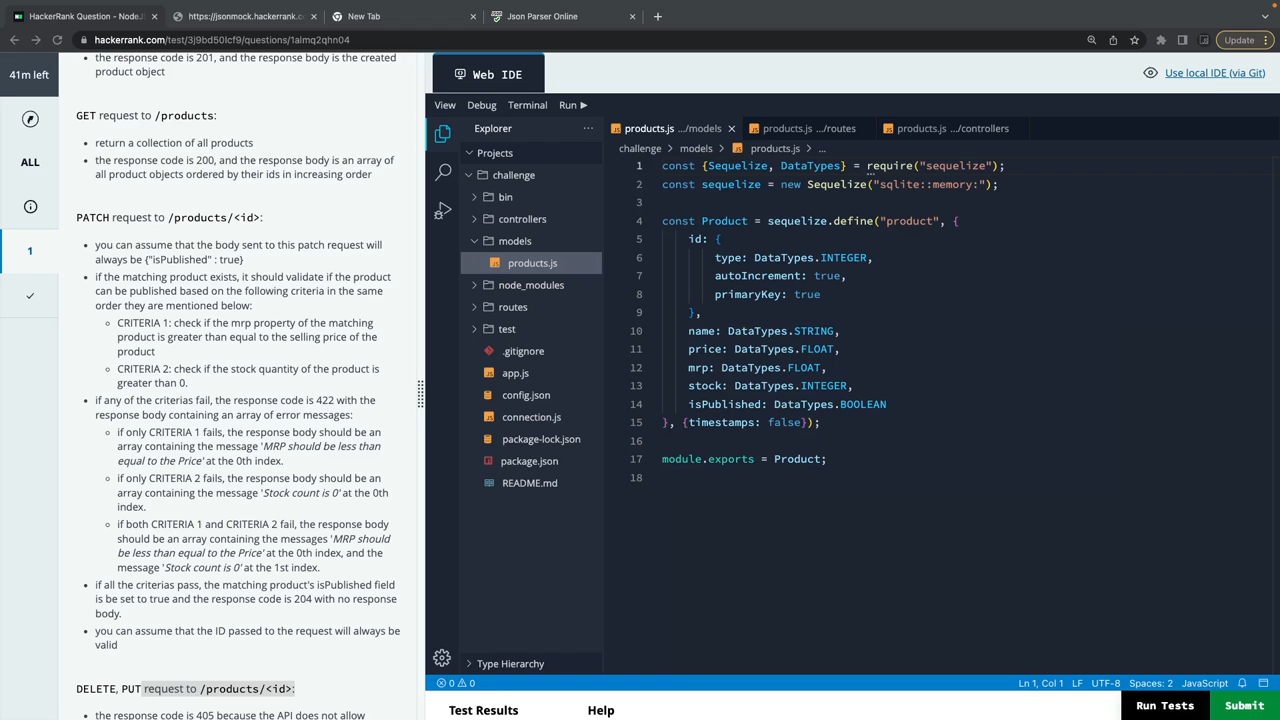 HackerRank Question - NodeJS
https://jsonmock.hackerrank.c
New Tab
Json Parser Online
hackerrank.com/test/3j9bd50lcf9/questions/1almq2qhn04
Update
41m left
ALL
1
the response code is 201, and the response body is the created
product object
GET request to /products:
return a collection of all products
the response code is 200, and the response body is an array of
all product objects ordered by their ids in increasing order
PATCH request to /products/<id>:
you can assume that the body sent to this patch request will
always be {"isPublished" : true}
if the matching product exists, it should validate if the product
can be published based on the following criteria in the same
order they are mentioned below:
CRITERIA 1: check if the mrp property of the matching
product is greater than equal to the selling price of the
product
CRITERIA 2: check if the stock quantity of the product is
greater than 0.
if any of the criterias fail, the response code is 422 with the
response body containing an array of error messages:
if only CRITERIA 1 fails, the response body should be an
array containing the message 'MRP should be less than
equal to the Price' at the 0th index.
if only CRITERIA 2 fails, the response body should be an
array containing the message 'Stock count is 0' at the 0th
index.
if both CRITERIA 1 and CRITERIA 2 fail, the response body
should be an array containing the messages 'MRP should
be less than equal to the Price' at the 0th index, and the
message 'Stock count is 0' at the 1st index.
if all the criterias pass, the matching product's isPublished field
is be set to true and the response code is 204 with no response
body.
you can assume that the ID passed to the request will always be
valid
DELETE, PUT request to /products/<id>:
the response code is 405 because the API does not allow
Web IDE
Use local IDE (via Git)
View Debug Terminal Run
Explorer
Projects
challenge
bin
controllers
models
products.js
node_modules
routes
test
.gitignore
app.js
config.json
connection.js
package-lock.json
package.json
README.md
Type Hierarchy
products.js .../models
products.js .../routes
products.js .../controllers
challenge models products.js ...
1 const {Sequelize, DataTypes} = require("sequelize");
2 const sequelize = new Sequelize("sqlite::memory:");
3
4 const Product = sequelize.define("product", {
5 id: {
6 type: DataTypes.INTEGER,
7 autoIncrement: true,
8 primaryKey: true
9 },
10 name: DataTypes.STRING,
11 price: DataTypes.FLOAT,
12 mrp: DataTypes.FLOAT,
13 stock: DataTypes.INTEGER,
14 isPublished: DataTypes.BOOLEAN
15 }, {timestamps: false});
16
17 module.exports = Product;
18
0 0
Ln 1, Col 1 LF UTF-8 Spaces: 2 JavaScript
Test Results
Help
Run Tests
Submit